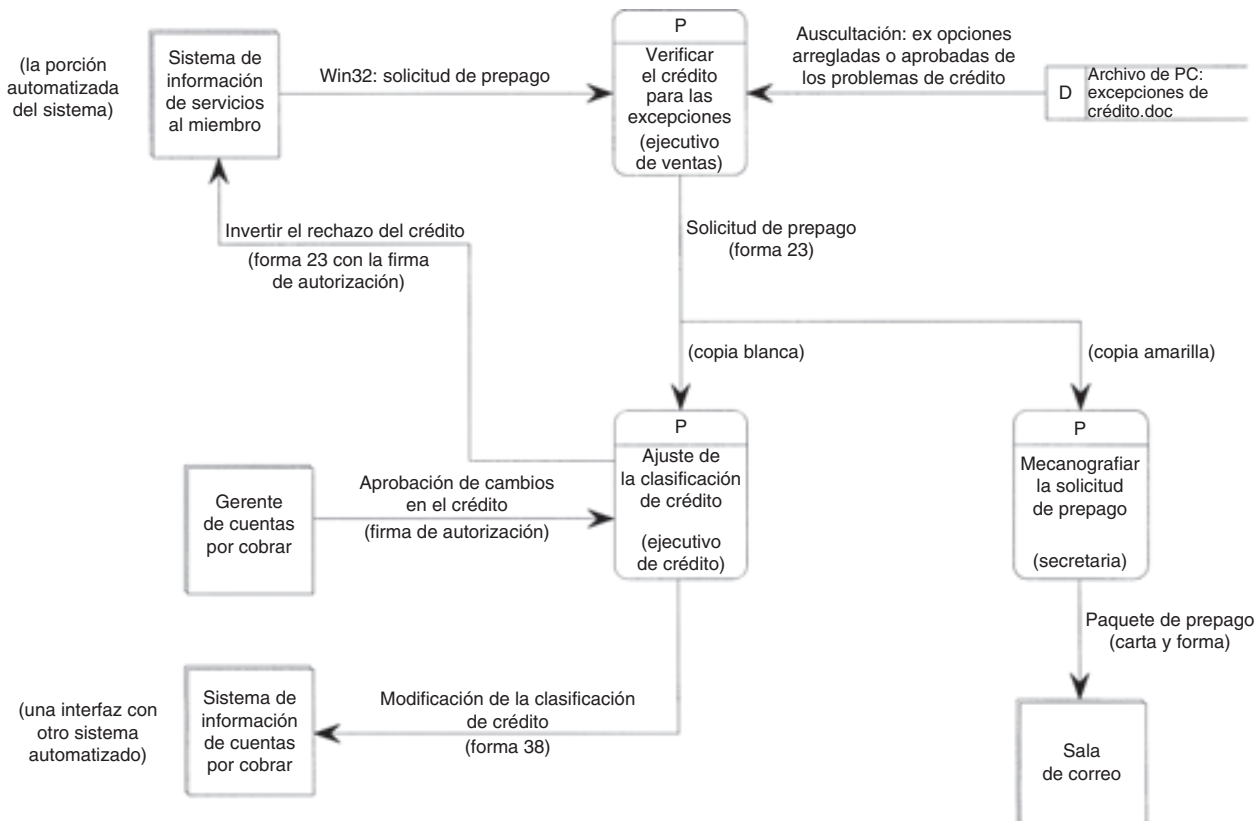 (la porción
automatizada
del sistema)
Sistema de
información
de servicios
al miembro
Win32: solicitud de prepago
P
Verificar
el crédito
para las
excepciones
(ejecutivo
de ventas)
Auscultación: ex opciones
arregladas o aprobadas de
los problemas de crédito
D
Archivo de PC:
excepciones de
crédito.doc
Invertir el rechazo del crédito
(forma 23 con la firma
de autorización)
Solicitud de prepago
(forma 23)
(copia blanca)
(copia amarilla)
Gerente
de cuentas
por cobrar
Aprobación de cambios
en el crédito
(firma de autorización)
P
Ajuste de
la clasificación
de crédito
(ejecutivo
de crédito)
P
Mecanografiar
la solicitud
de prepago
(secretaria)
Paquete de prepago
(carta y forma)
(una interfaz con
otro sistema
automatizado)
Sistema de
información
de cuentas
por cobrar
Modificación de la clasificación
de crédito
(forma 38)
Sala
de correo